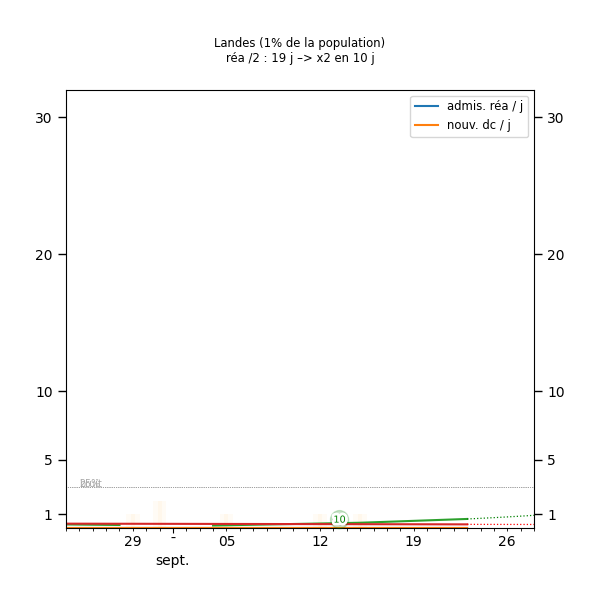 Landes (1% de la population)
réa /2 : 19 j –> x2 en 10 j
admis. réa / j
nouv. dc / j
30 30
20 20
10 10
5 5
1 1
10
29 - 05 12 19 26
sept.